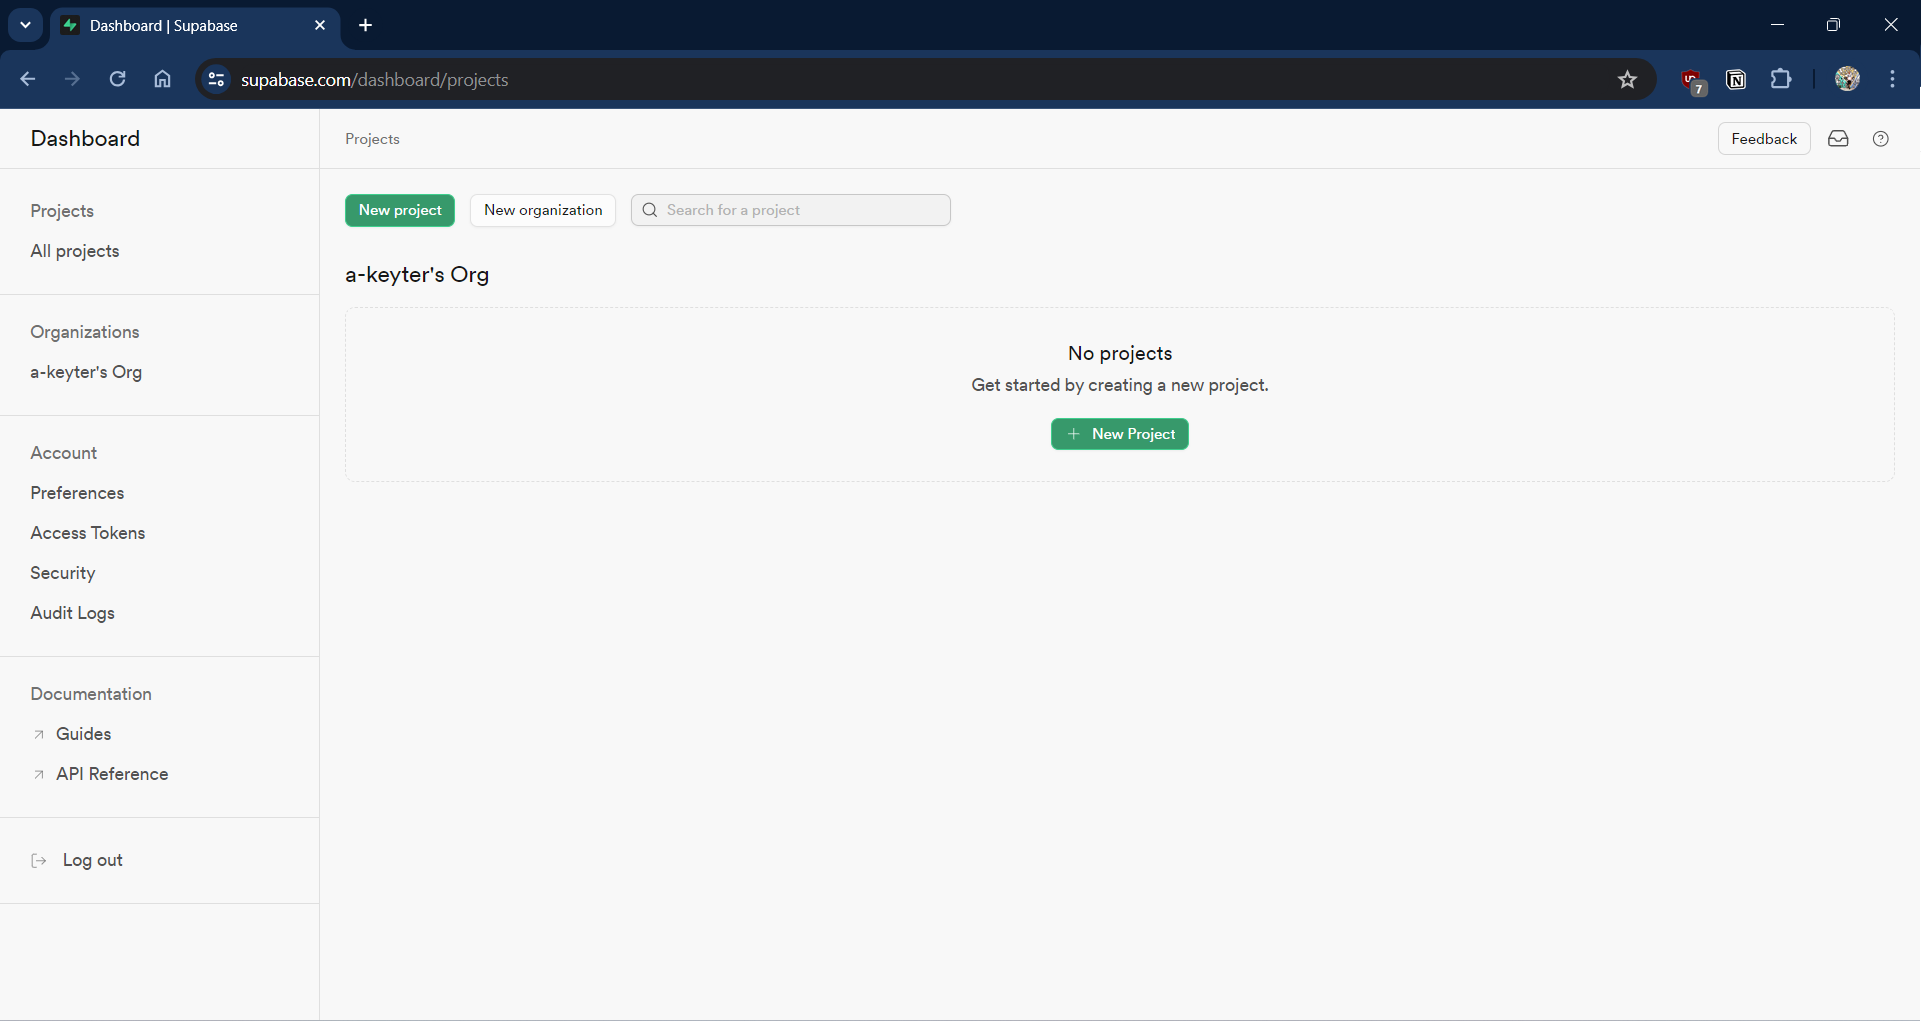 Dashboard | Supabase
supabase.com/dashboard/projects
7
Dashboard
Projects
Feedback
Projects
All projects
Organizations
a-keyter's Org
Account
Preferences
Access Tokens
Security
Audit Logs
Documentation
Guides
API Reference
Log out
New project
New organization
Search for a project
a-keyter's Org
No projects
Get started by creating a new project.
New Project